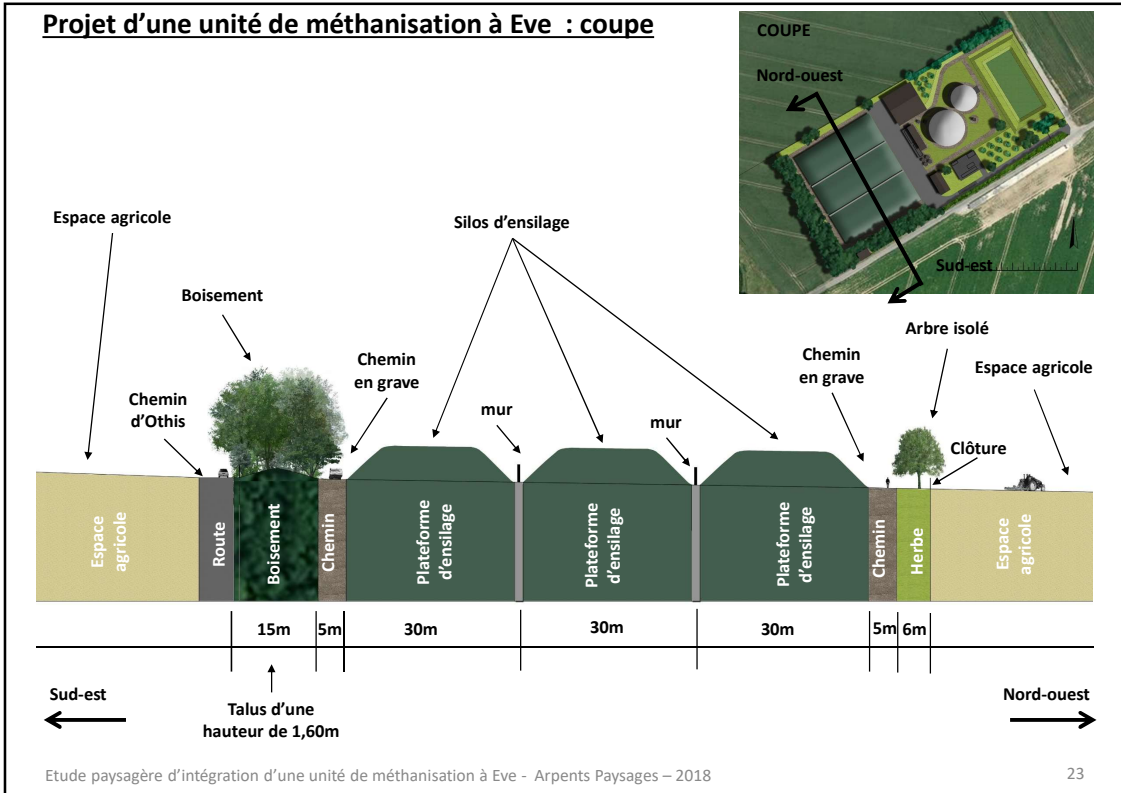 Projet d'une unité de méthanisation à Eve : coupe
COUPE
Nord-ouest
Sud-est
Espace agricole
Silos d'ensilage
Boisement
Arbre isolé
Chemin
en grave
Chemin
en grave
Espace agricole
Chemin
d'Othis
mur
mur
Clôture
Espace
agricole
Route
Boisement
Chemin
Plateforme
d'ensilage
Plateforme
d'ensilage
Plateforme
d'ensilage
Chemin
Herbe
Espace
agricole
15m
5m
30m
30m
30m
5m
6m
Sud-est
Talus d'une
hauteur de 1,60m
Nord-ouest
Etude paysagère d'intégration d'une unité de méthanisation à Eve - Arpents Paysages – 2018
23